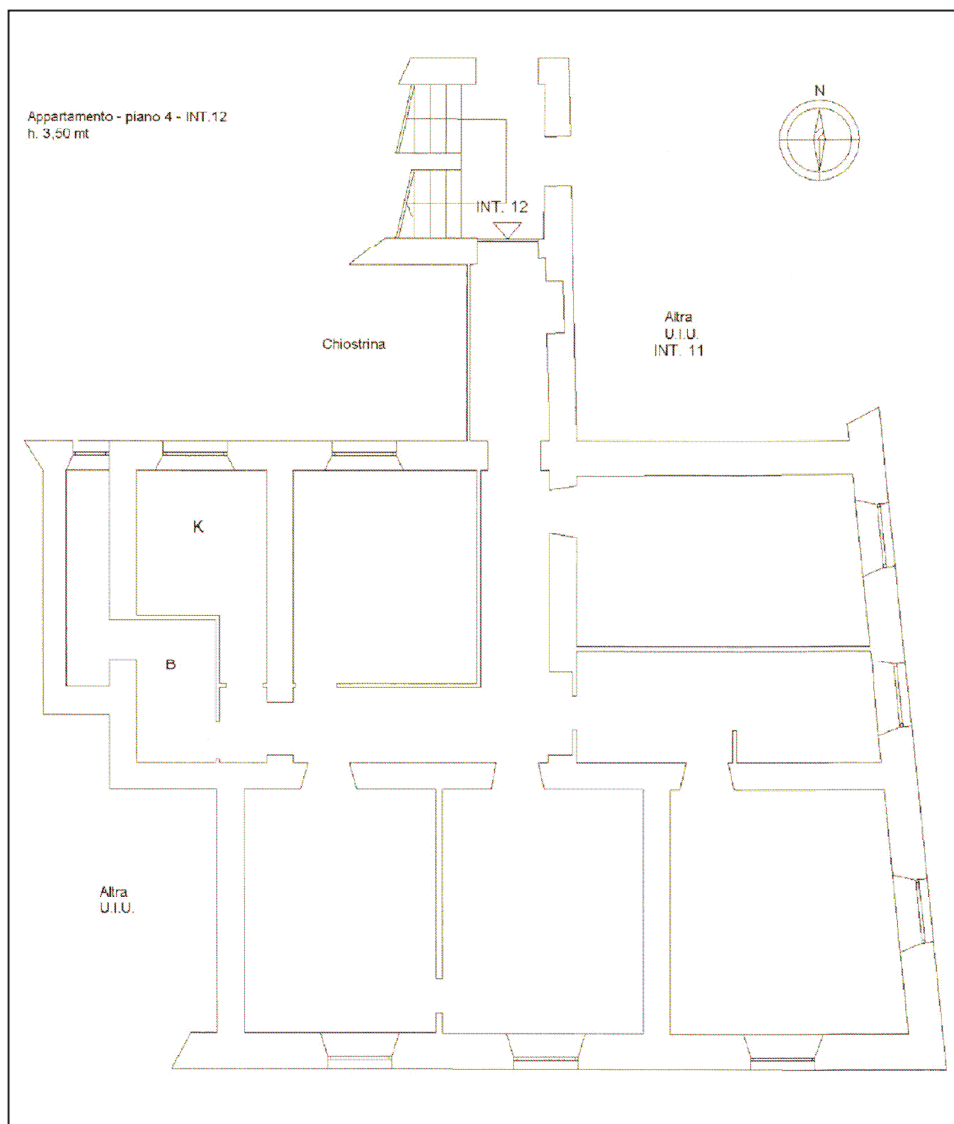 Appartamento - piano 4 - INT.12
h. 3,50 mt
N
INT. 12
Chiostrina
Altra
U.I.U.
INT. 11
K
B
Altra
U.I.U.